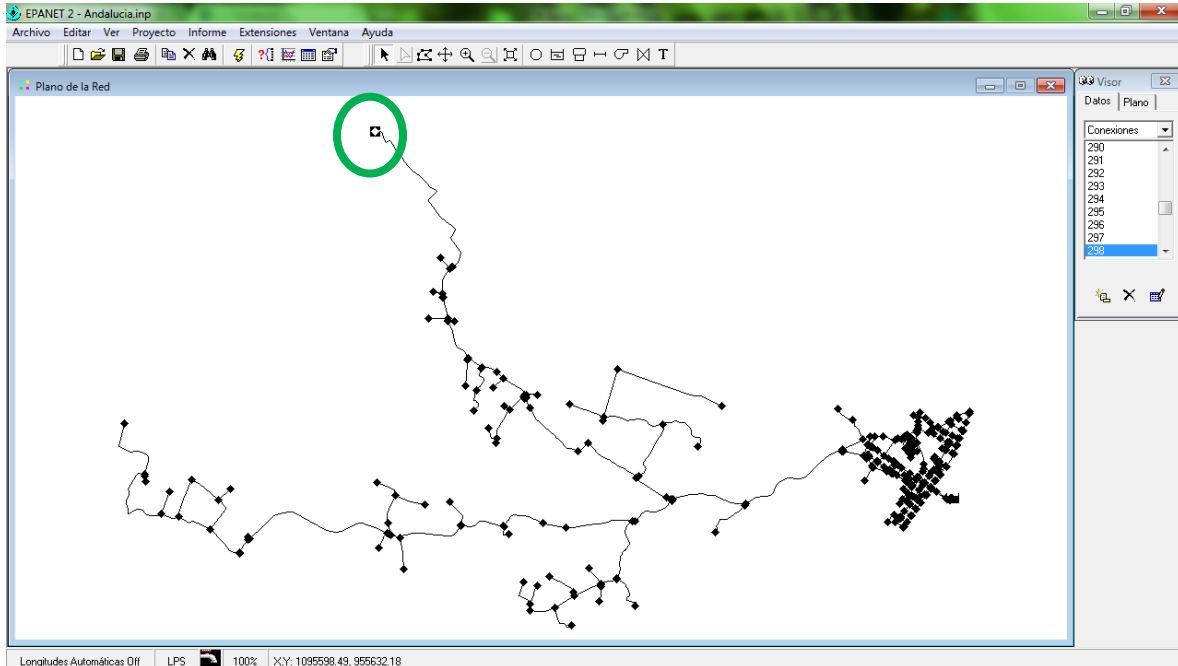 EPANET 2 - Andalucia.inp
Archivo Editar Ver Proyecto Informe Extensiones Ventana Ayuda
T
Plano de la Red
Visor
Datos Plano
Conexiones
290
291
292
293
294
295
296
297
298
Longitudes Automáticas Off LPS 100% X,Y: 1095598.49, 955632.18